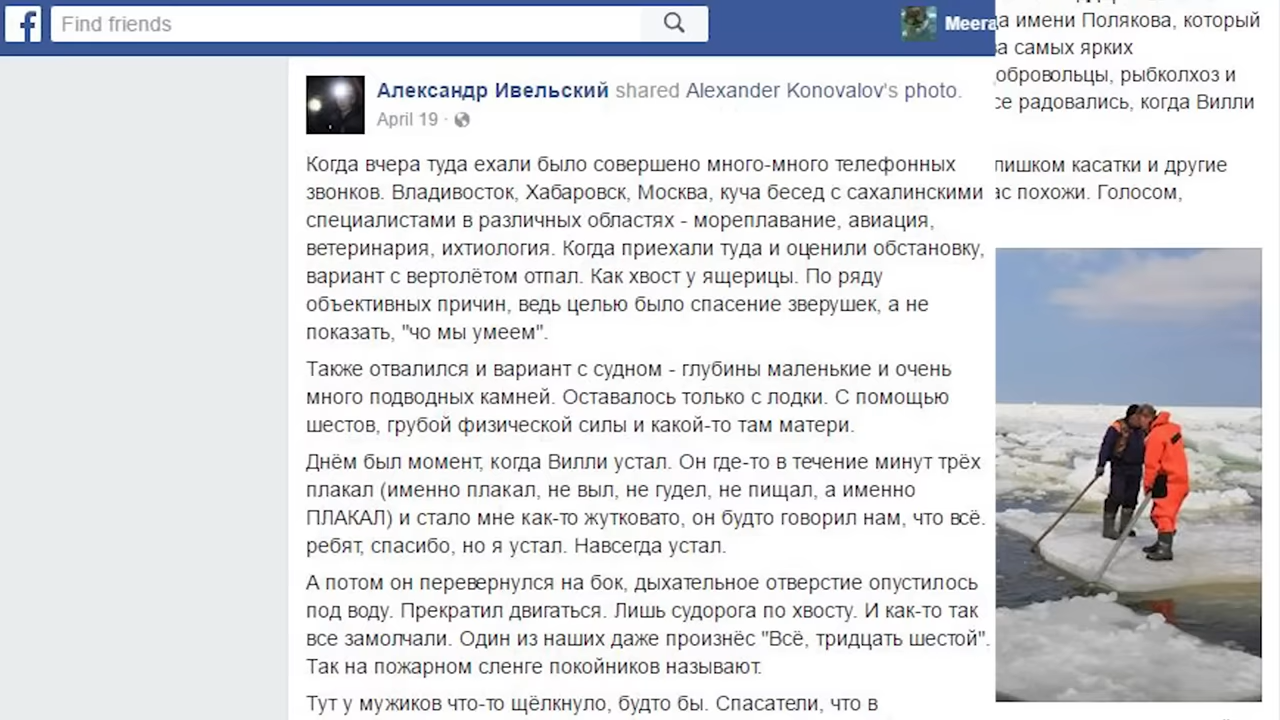 f
Find friends
Meera
Александр Ивельский shared Alexander Konovalov's photo.
April 19 ·
Когда вчера туда ехали было совершено много-много телефонных
звонков. Владивосток, Хабаровск, Москва, куча бесед с сахалинскими
специалистами в различных областях - мореплавание, авиация,
ветеринария, ихтиология. Когда приехали туда и оценили обстановку,
вариант с вертолётом отпал. Как хвост у ящерицы. По ряду
объективных причин, ведь целью было спасение зверушек, а не
показать, "чо мы умеем".
Также отвалился и вариант с судном - глубины маленькие и очень
много подводных камней. Оставалось только с лодки. С помощью
шестов, грубой физической силы и какой-то там матери.
Днём был момент, когда Вилли устал. Он где-то в течение минут трёх
плакал (именно плакал, не выл, не гудел, не пищал, а именно
ПЛАКАЛ) и стало мне как-то жутковато, он будто говорил нам, что всё.
ребят, спасибо, но я устал. Навсегда устал.
А потом он перевернулся на бок, дыхательное отверстие опустилось
под воду. Прекратил двигаться. Лишь судорога по хвосту. И как-то так
все замолчали. Один из наших даже произнёс "Всё, тридцать шестой".
Так на пожарном сленге покойников называют.
Тут у мужиков что-то щёлкнуло, будто бы. Спасатели, что в
а имени Полякова, который
а самых ярких
обровольцы, рыбколхоз и
се радовались, когда Вилли
лишком касатки и другие
ас похожи. Голосом,